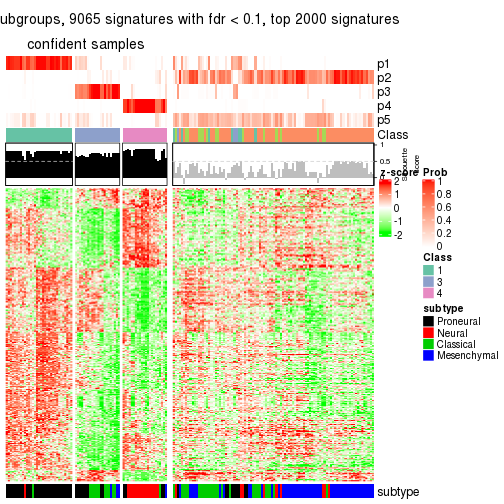 ubgroups, 9065 signatures with fdr < 0.1, top 2000 signatures
confident samples
p1
p2
p3
p4
p5
Class
1
0.5
0
Silhouette
score
z-score
2
1
0
-1
-2
Prob
1
0.8
0.6
0.4
0.2
0
Class
1
3
4
subtype
Proneural
Neural
Classical
Mesenchymal
subtype